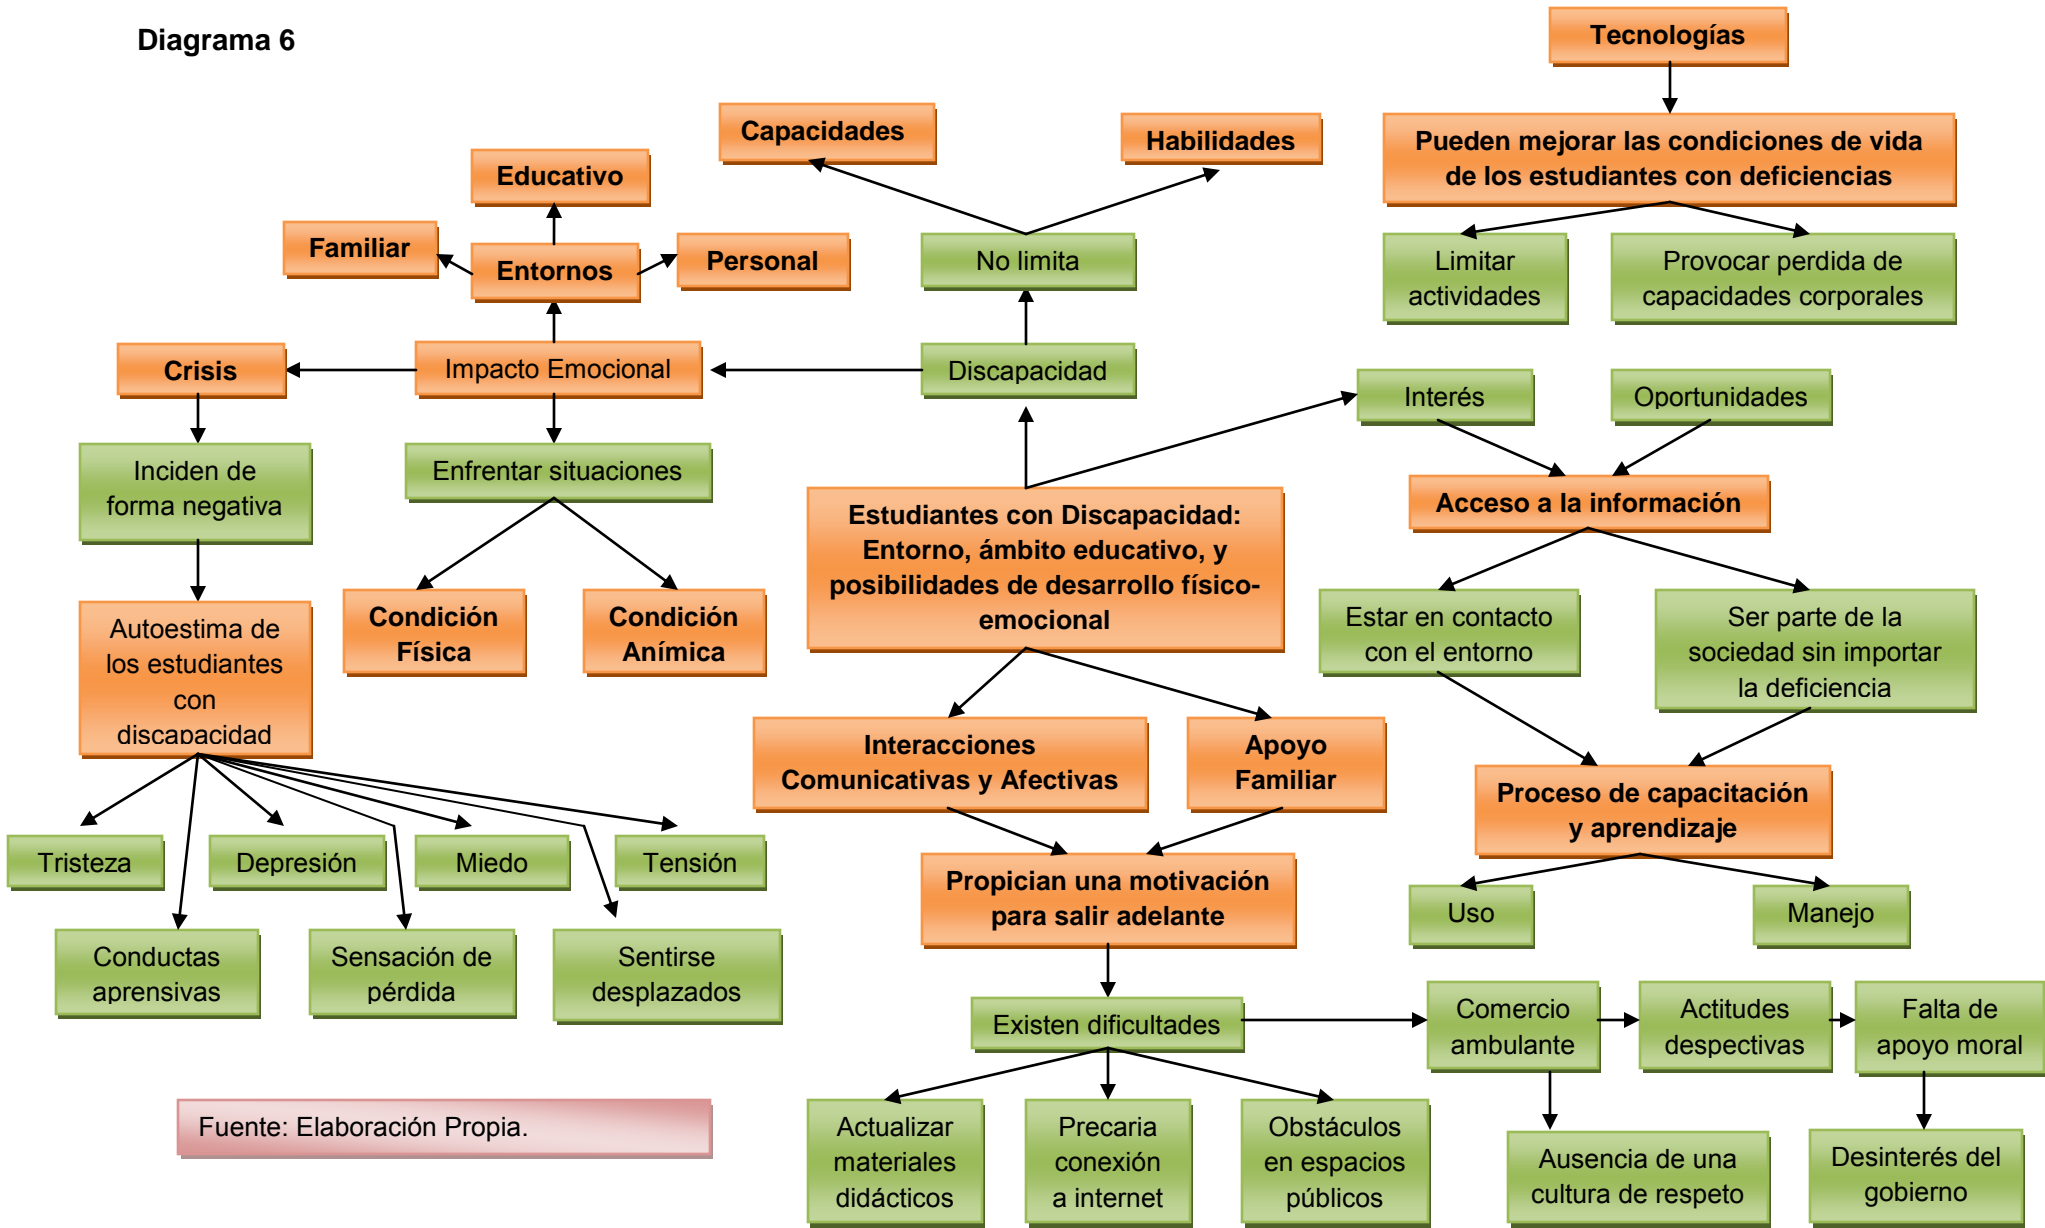 Diagrama 6
Tecnologías
Capacidades
Habilidades
Pueden mejorar las condiciones de vida
de los estudiantes con deficiencias
Educativo
Familiar
Entornos
Personal
No limita
Limitar
actividades
Provocar perdida de
capacidades corporales
Crisis
Impacto Emocional
Discapacidad
Interés
Oportunidades
Inciden de
forma negativa
Enfrentar situaciones
Estudiantes con Discapacidad:
Entorno, ámbito educativo, y
posibilidades de desarrollo físico-
emocional
Acceso a la información
Autoestima de
los estudiantes
con
discapacidad
Condición
Física
Condición
Anímica
Estar en contacto
con el entorno
Ser parte de la
sociedad sin importar
la deficiencia
Interacciones
Comunicativas y Afectivas
Apoyo
Familiar
Proceso de capacitación
y aprendizaje
Tristeza
Depresión
Miedo
Tensión
Propician una motivación
para salir adelante
Uso
Manejo
Conductas
aprensivas
Sensación de
pérdida
Sentirse
desplazados
Existen dificultades
Comercio
ambulante
Actitudes
despectivas
Falta de
apoyo moral
Fuente: Elaboración Propia.
Actualizar
materiales
didácticos
Precaria
conexión
a internet
Obstáculos
en espacios
públicos
Ausencia de una
cultura de respeto
Desinterés del
gobierno